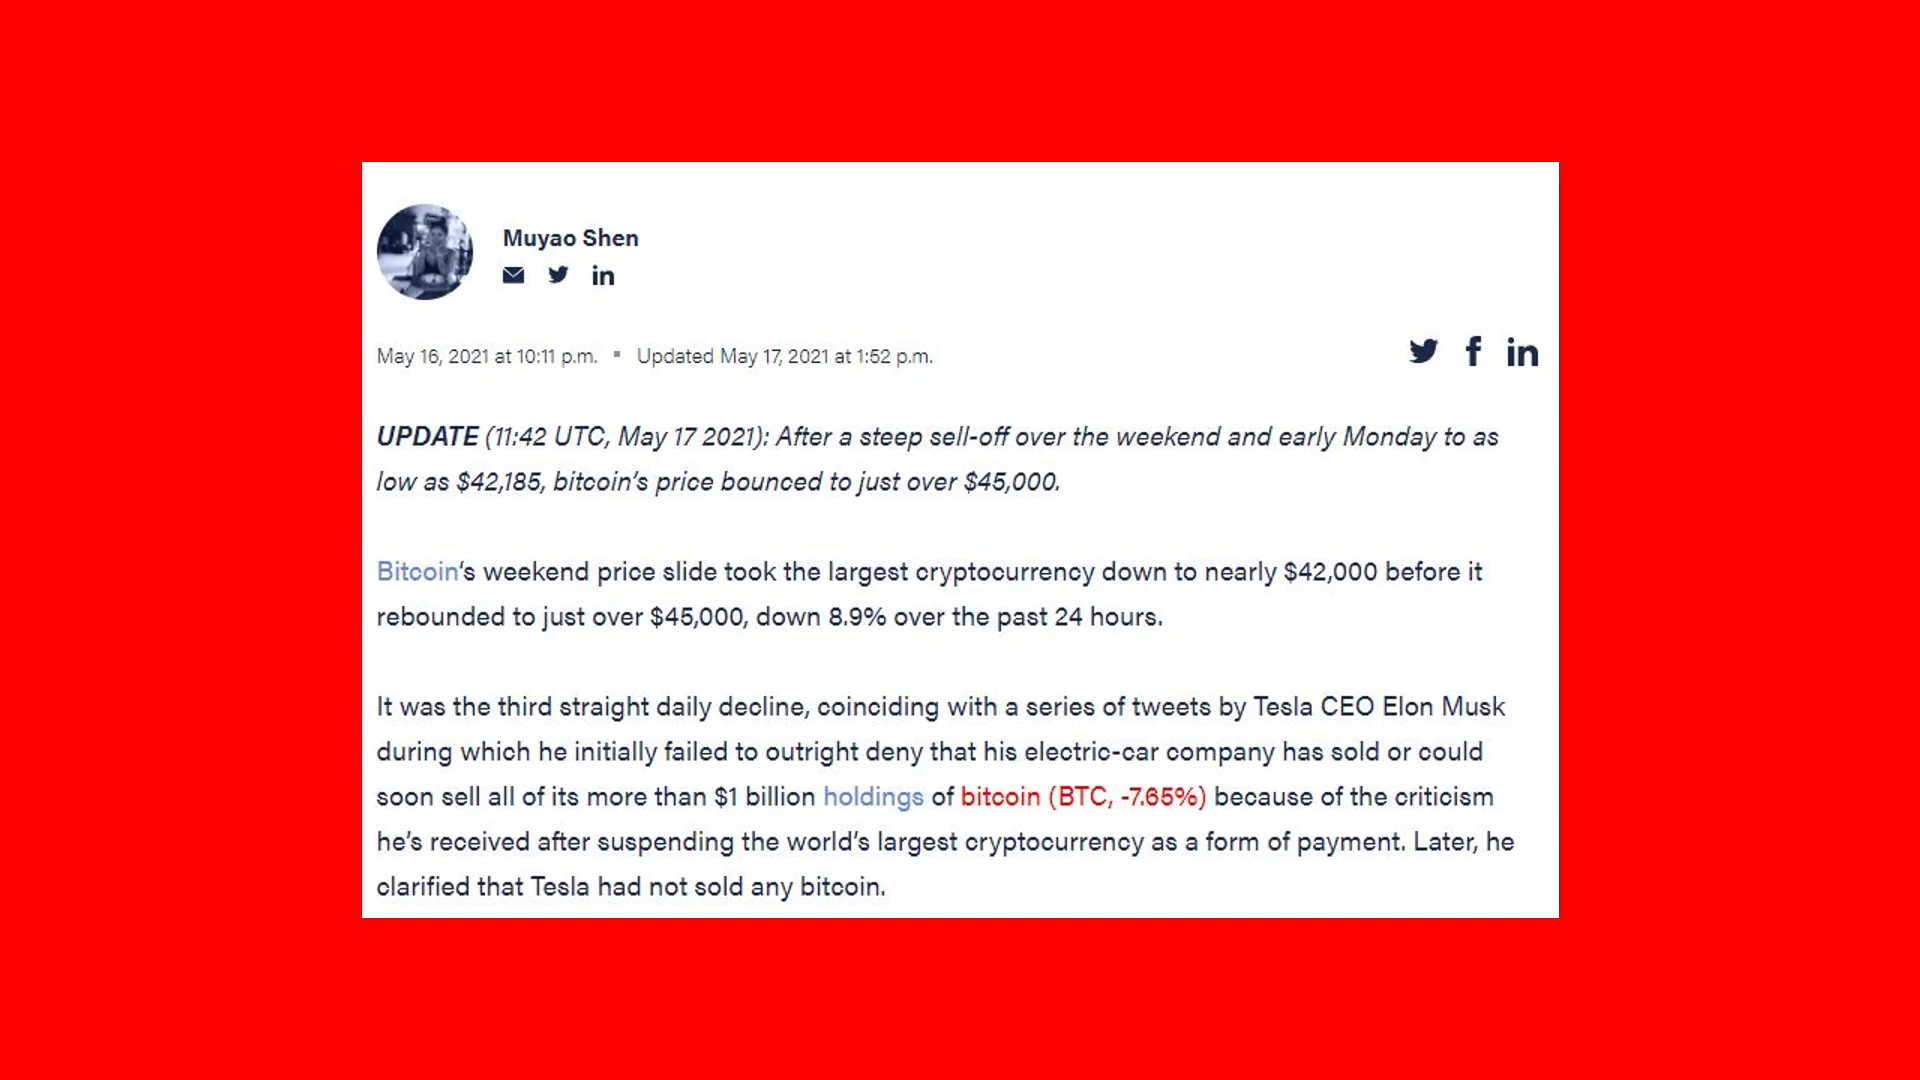 Muyao Shen
May 16, 2021 at 10:11 p.m. ▪ Updated May 17, 2021 at 1:52 p.m.
UPDATE (11:42 UTC, May 17 2021): After a steep sell-off over the weekend and early Monday to as
low as $42,185, bitcoin’s price bounced to just over $45,000.
Bitcoin’s weekend price slide took the largest cryptocurrency down to nearly $42,000 before it
rebounded to just over $45,000, down 8.9% over the past 24 hours.
It was the third straight daily decline, coinciding with a series of tweets by Tesla CEO Elon Musk
during which he initially failed to outright deny that his electric-car company has sold or could
soon sell all of its more than $1 billion holdings of bitcoin (BTC, -7.65%) because of the criticism
he’s received after suspending the world’s largest cryptocurrency as a form of payment. Later, he
clarified that Tesla had not sold any bitcoin.